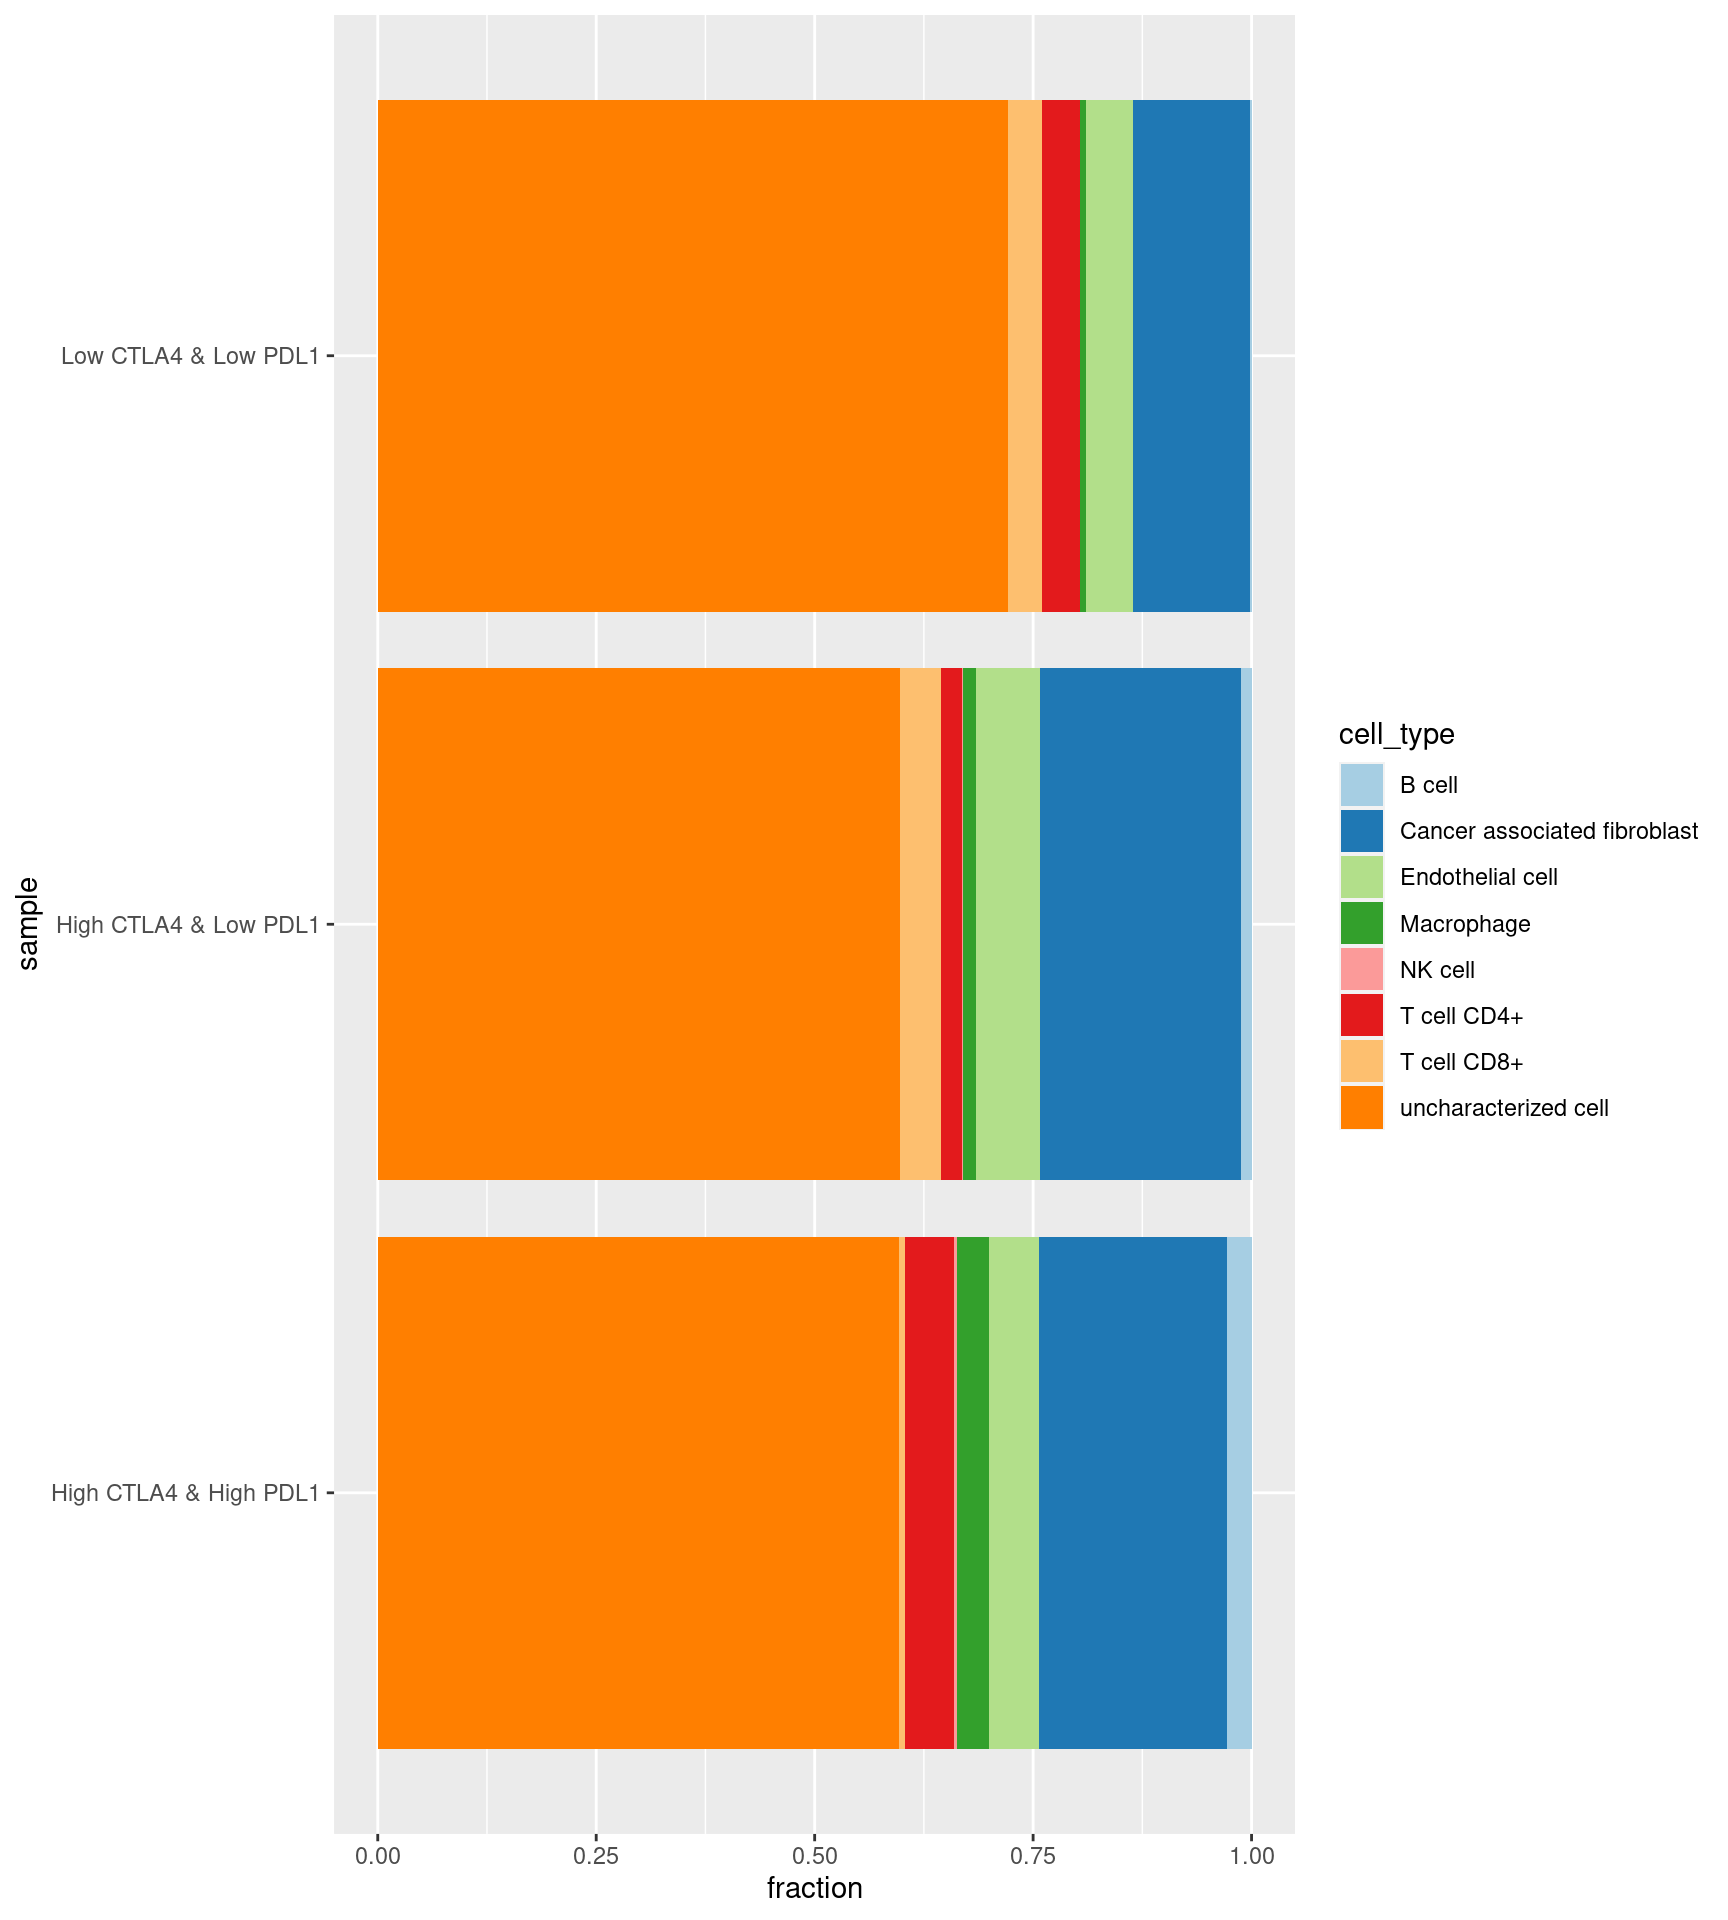 sample
Low CTLA4 & Low PDL1
High CTLA4 & Low PDL1
High CTLA4 & High PDL1
0.00 0.25 0.50 0.75 1.00
fraction
cell_type
B cell
Cancer associated fibroblast
Endothelial cell
Macrophage
NK cell
T cell CD4+
T cell CD8+
uncharacterized cell